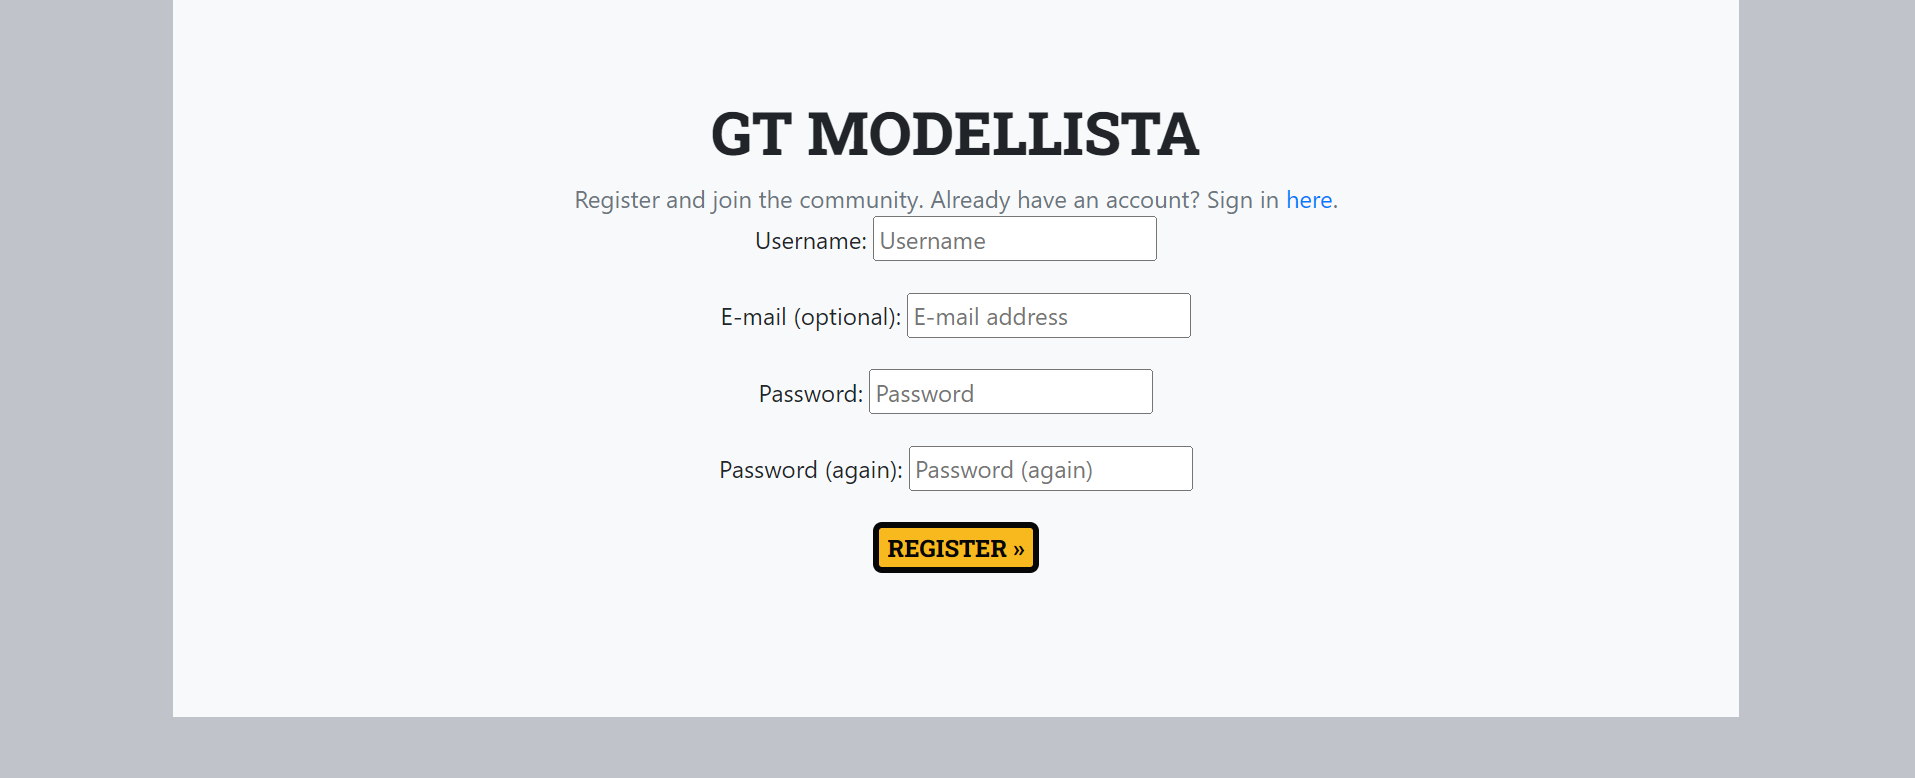 GT MODELLISTA
Register and join the community. Already have an account? Sign in here.
Username: Username
E-mail (optional): E-mail address
Password: Password
Password (again): Password (again)
REGISTER »